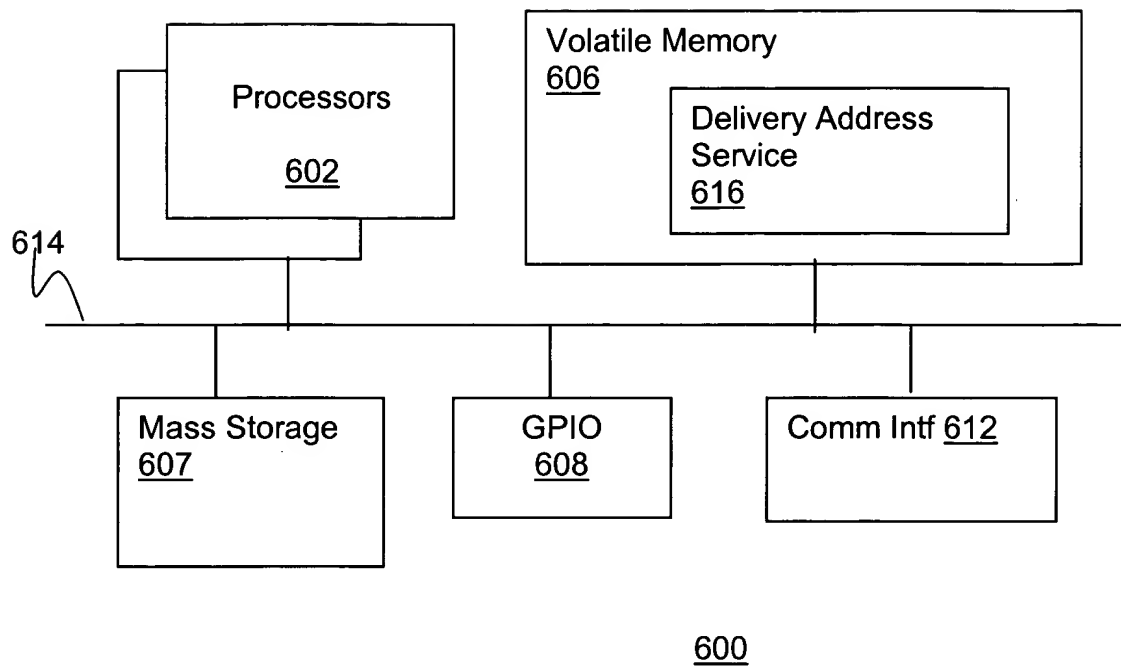 Processors
602
Volatile Memory
606
Delivery Address
Service
616
614
Mass Storage
607
GPIO
608
Comm Intf 612
600